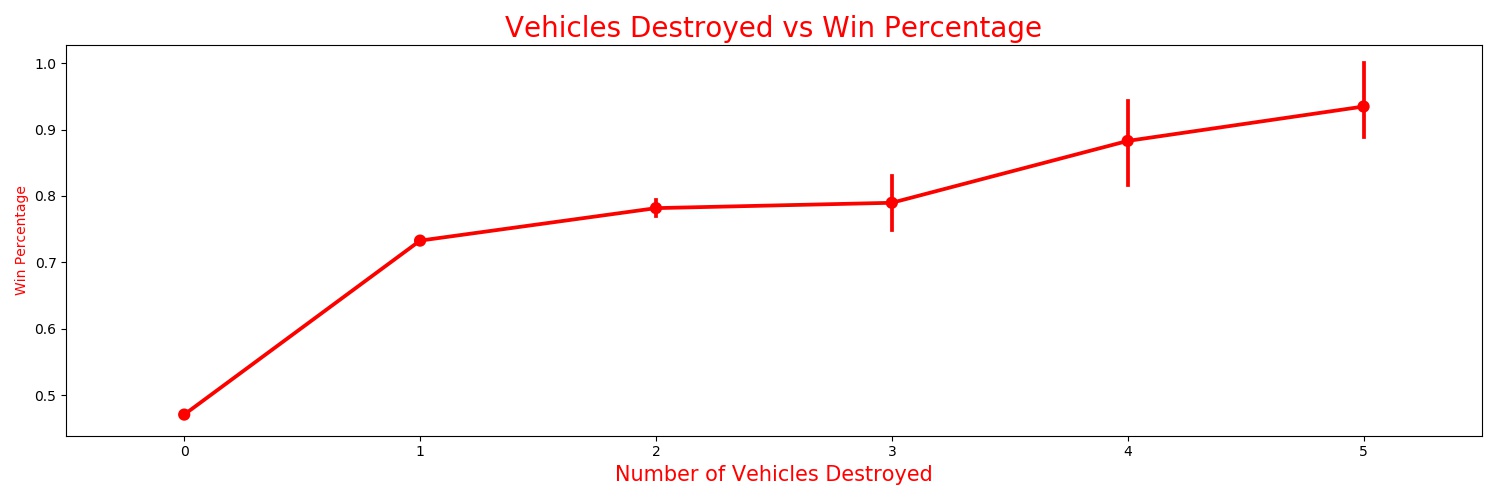 Vehicles Destroyed vs Win Percentage
Win Percentage
1.0
0.9
0.8
0.7
0.6
0.5
0 1 2 3 4 5
Number of Vehicles Destroyed